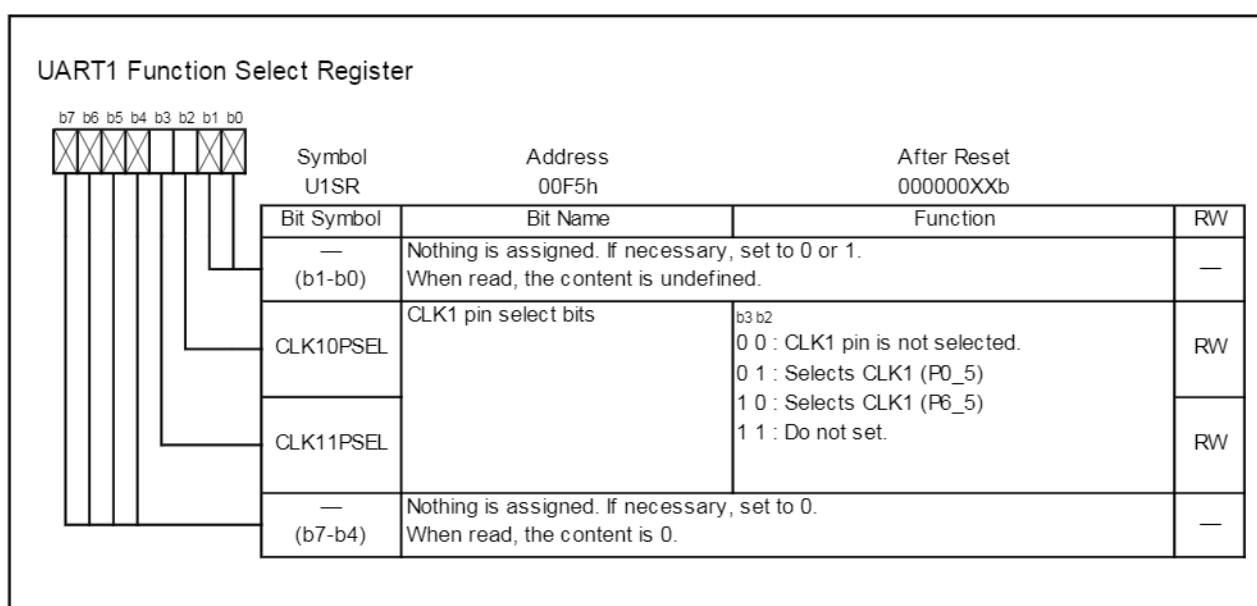 UART1 Function Select Register
b7 b6 b5 b4 b3 b2 b1 b0
Symbol Address After Reset
U1SR 00F5h 000000XXb
Bit Symbol Bit Name Function RW
—
(b1-b0)
Nothing is assigned. If necessary, set to 0 or 1.
When read, the content is undefined.
—
CLK10PSEL
CLK1 pin select bits
b3 b2
0 0 : CLK1 pin is not selected.
0 1 : Selects CLK1 (P0_5)
1 0 : Selects CLK1 (P6_5)
1 1 : Do not set.
RW
CLK11PSEL
RW
—
(b7-b4)
Nothing is assigned. If necessary, set to 0.
When read, the content is 0.
—